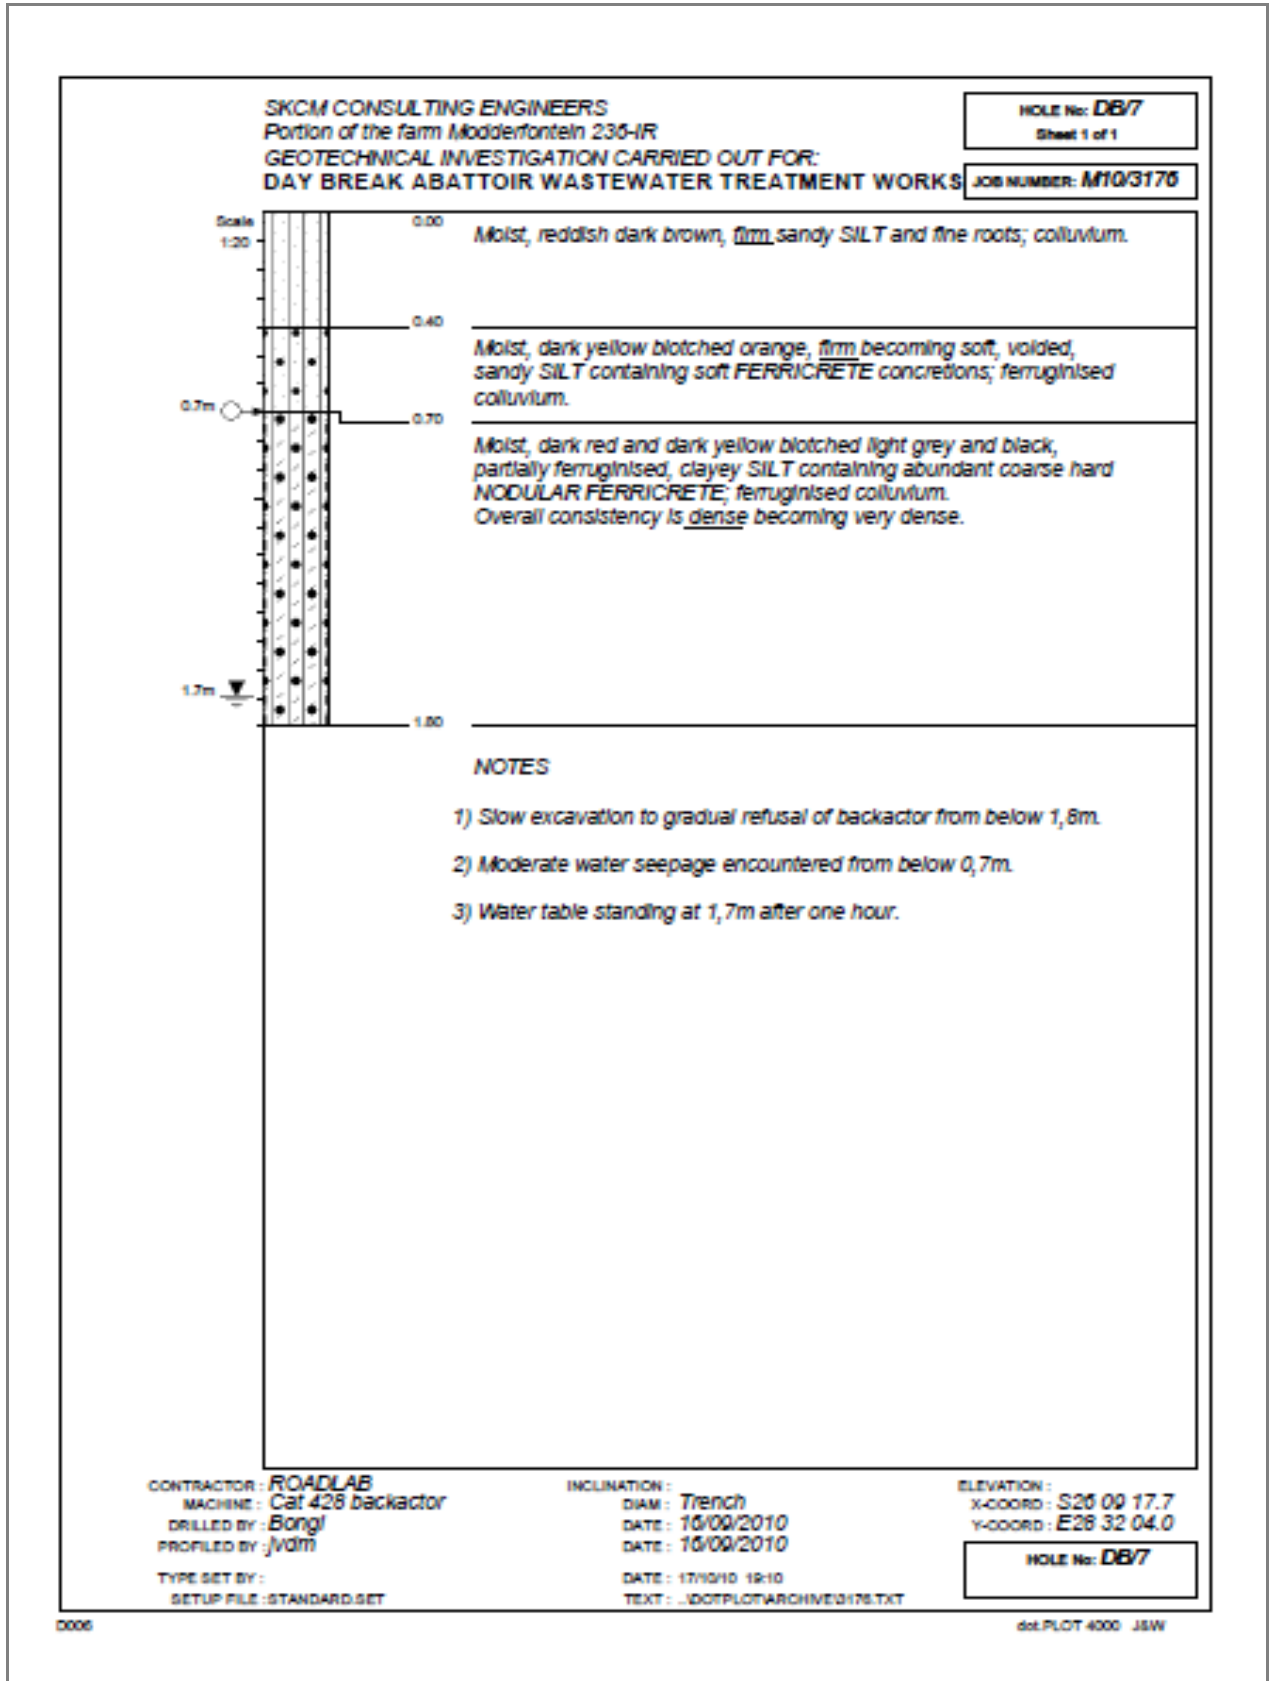 SKCM CONSULTING ENGINEERS
Portion of the farm Modderfontein 236-IR
GEOTECHNICAL INVESTIGATION CARRIED OUT FOR:
DAY BREAK ABATTOIR WASTEWATER TREATMENT WORKS
HOLE No: DB/7
Sheet 1 of 1
JOB NUMBER: M10/3176
Scale
1:20
0.00
Moist, reddish dark brown, firm sandy SILT and fine roots; colluvium.
0.40
Moist, dark yellow blotched orange, firm becoming soft, voided,
sandy SILT containing soft FERRICRETE concretions; ferruginised
colluvium.
0.7m
0.70
Moist, dark red and dark yellow blotched light grey and black,
partially ferruginised, clayey SILT containing abundant coarse hard
NODULAR FERRICRETE; ferruginised colluvium.
Overall consistency is dense becoming very dense.
1.7m
1.80
NOTES
1) Slow excavation to gradual refusal of backactor from below 1,8m.
2) Moderate water seepage encountered from below 0,7m.
3) Water table standing at 1,7m after one hour.
CONTRACTOR : ROADLAB
MACHINE : Cat 428 backactor
DRILLED BY : Bongi
PROFILED BY : jvdm
TYPE SET BY :
SETUP FILE : STANDARD.SET
INCLINATION :
DIAM : Trench
DATE : 16/09/2010
DATE : 16/09/2010
DATE : 17/10/10 19:10
TEXT : ..\DOTPLOT\ARCHIVE\3176.TXT
ELEVATION :
X-COORD : S26 09 17.7
Y-COORD : E28 32 04.0
HOLE No: DB/7
D006
dot.PLOT 4000 J&W